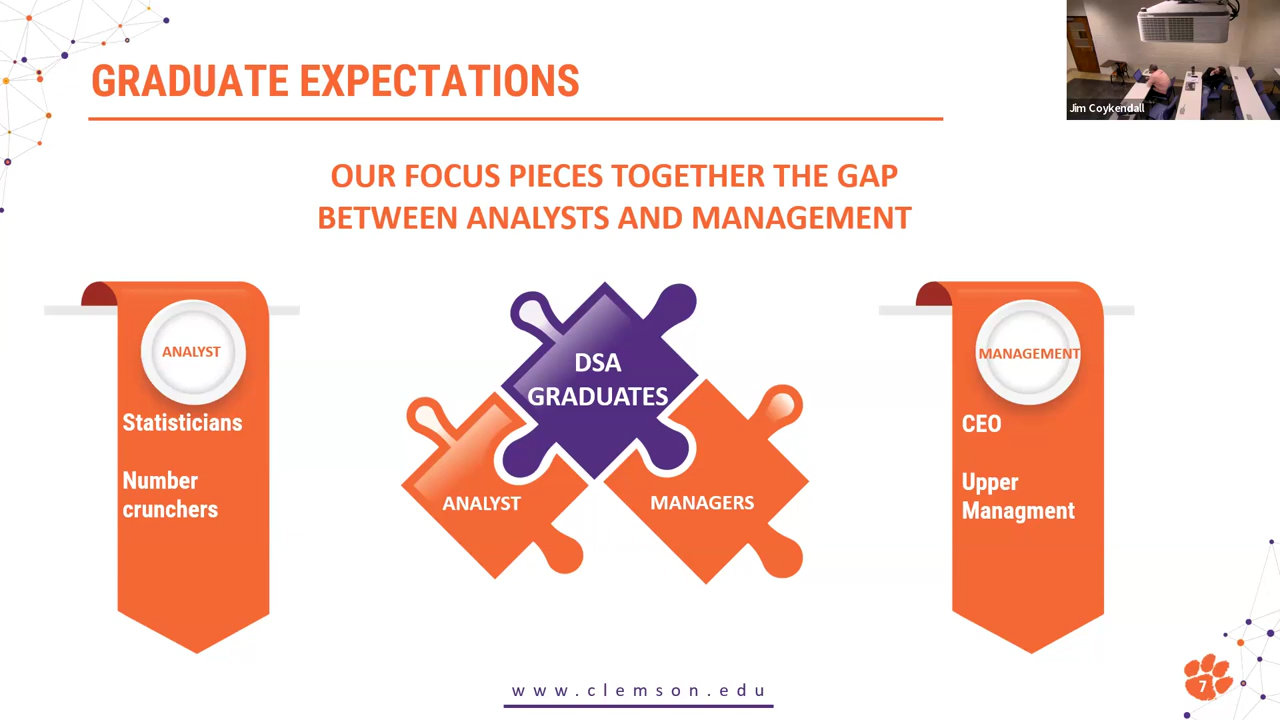 GRADUATE EXPECTATIONS
Jim Coykendall
OUR FOCUS PIECES TOGETHER THE GAP
BETWEEN ANALYSTS AND MANAGEMENT
ANALYST
Statisticians
Number
crunchers
DSA
GRADUATES
ANALYST
MANAGERS
MANAGEMENT
CEO
Upper
Managment
www.clemson.edu
7